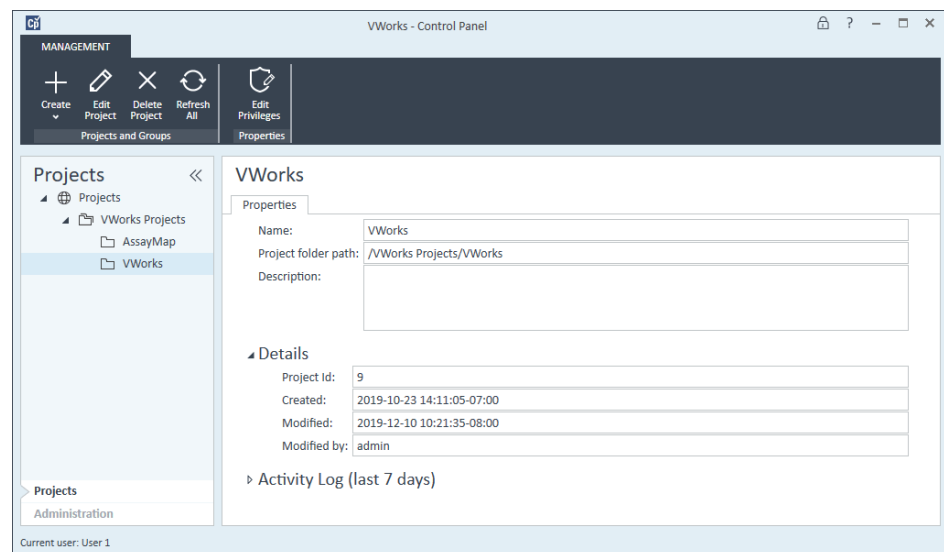 Cp
VWorks - Control Panel
?
MANAGEMENT
Create
Edit Project
Delete Project
Refresh All
Edit Privileges
Projects and Groups
Properties
Projects
Projects
VWorks Projects
AssayMap
VWorks
Projects
Administration
VWorks
Properties
Name: VWorks
Project folder path: /VWorks Projects/VWorks
Description:
Details
Project Id: 9
Created: 2019-10-23 14:11:05-07:00
Modified: 2019-12-10 10:21:35-08:00
Modified by: admin
Activity Log (last 7 days)
Current user: User 1